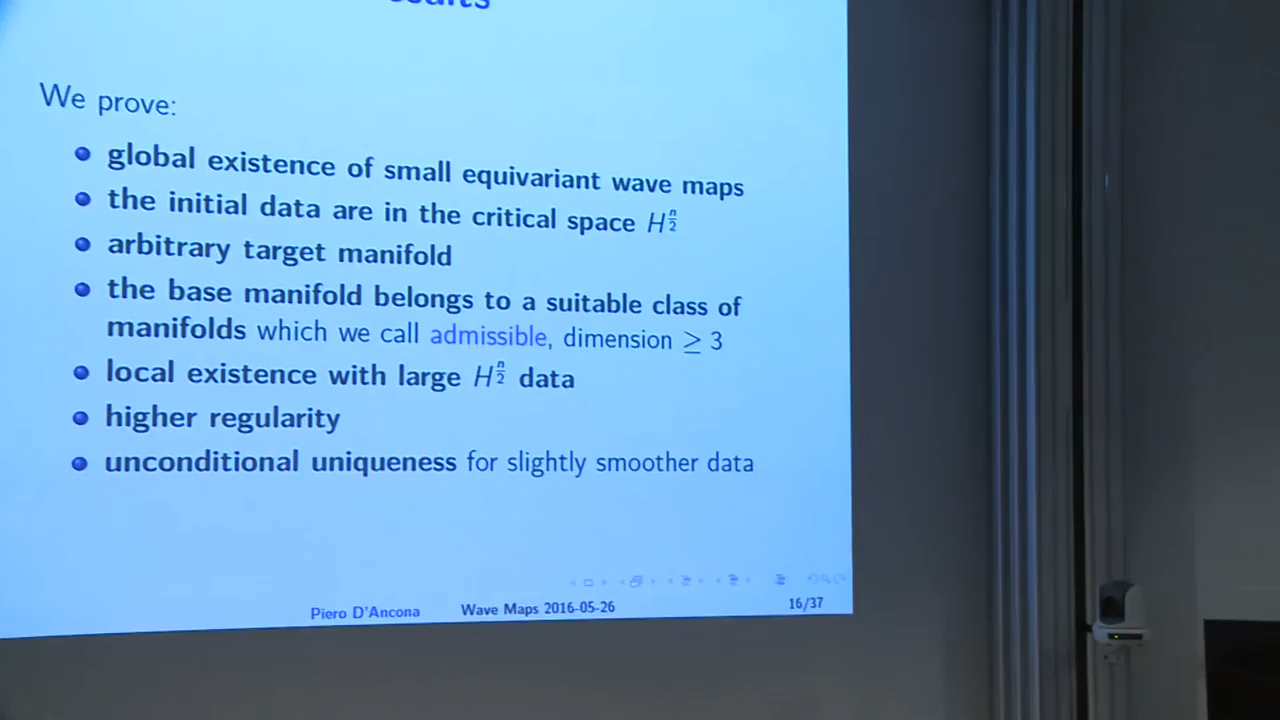 We prove:
global existence of small equivariant wave maps
the initial data are in the critical space H^{n/2}
arbitrary target manifold
the base manifold belongs to a suitable class of
manifolds which we call admissible, dimension ≥ 3
local existence with large H^{n/2} data
higher regularity
unconditional uniqueness for slightly smoother data
Piero D'Ancona Wave Maps 2016-05-26 16/37